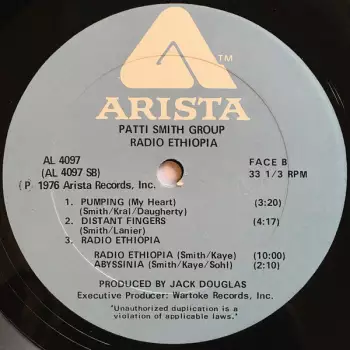 TM
ARISTA
PATTI SMITH GROUP
RADIO ETHIOPIA
AL 4097
(AL 4097 SB)
FACE B
33 1/3 RPM
(P) 1976 Arista Records, Inc.
1. PUMPING (My Heart) (3:20)
(Smith/Kral/Daugherty)
2. DISTANT FINGERS (4:17)
(Smith/Lanier)
3. RADIO ETHIOPIA
RADIO ETHIOPIA (Smith/Kaye) (10:00)
ABYSSINIA (Smith/Kaye/Sohl) (2:10)
PRODUCED BY JACK DOUGLAS
Executive Producer: Wartoke Records, Inc.
"Unauthorized duplication is a
violation of applicable laws."